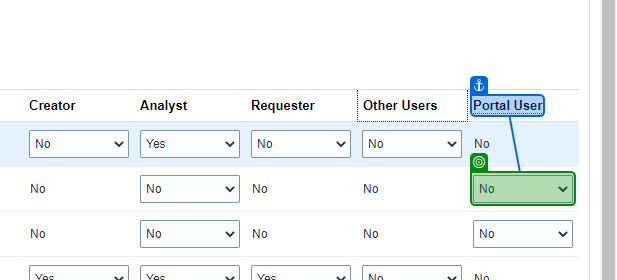 Creator Analyst Requester Other Users Portal User
No Yes No No No
No No No No No
No No No No No
Yes Yes Yes No No